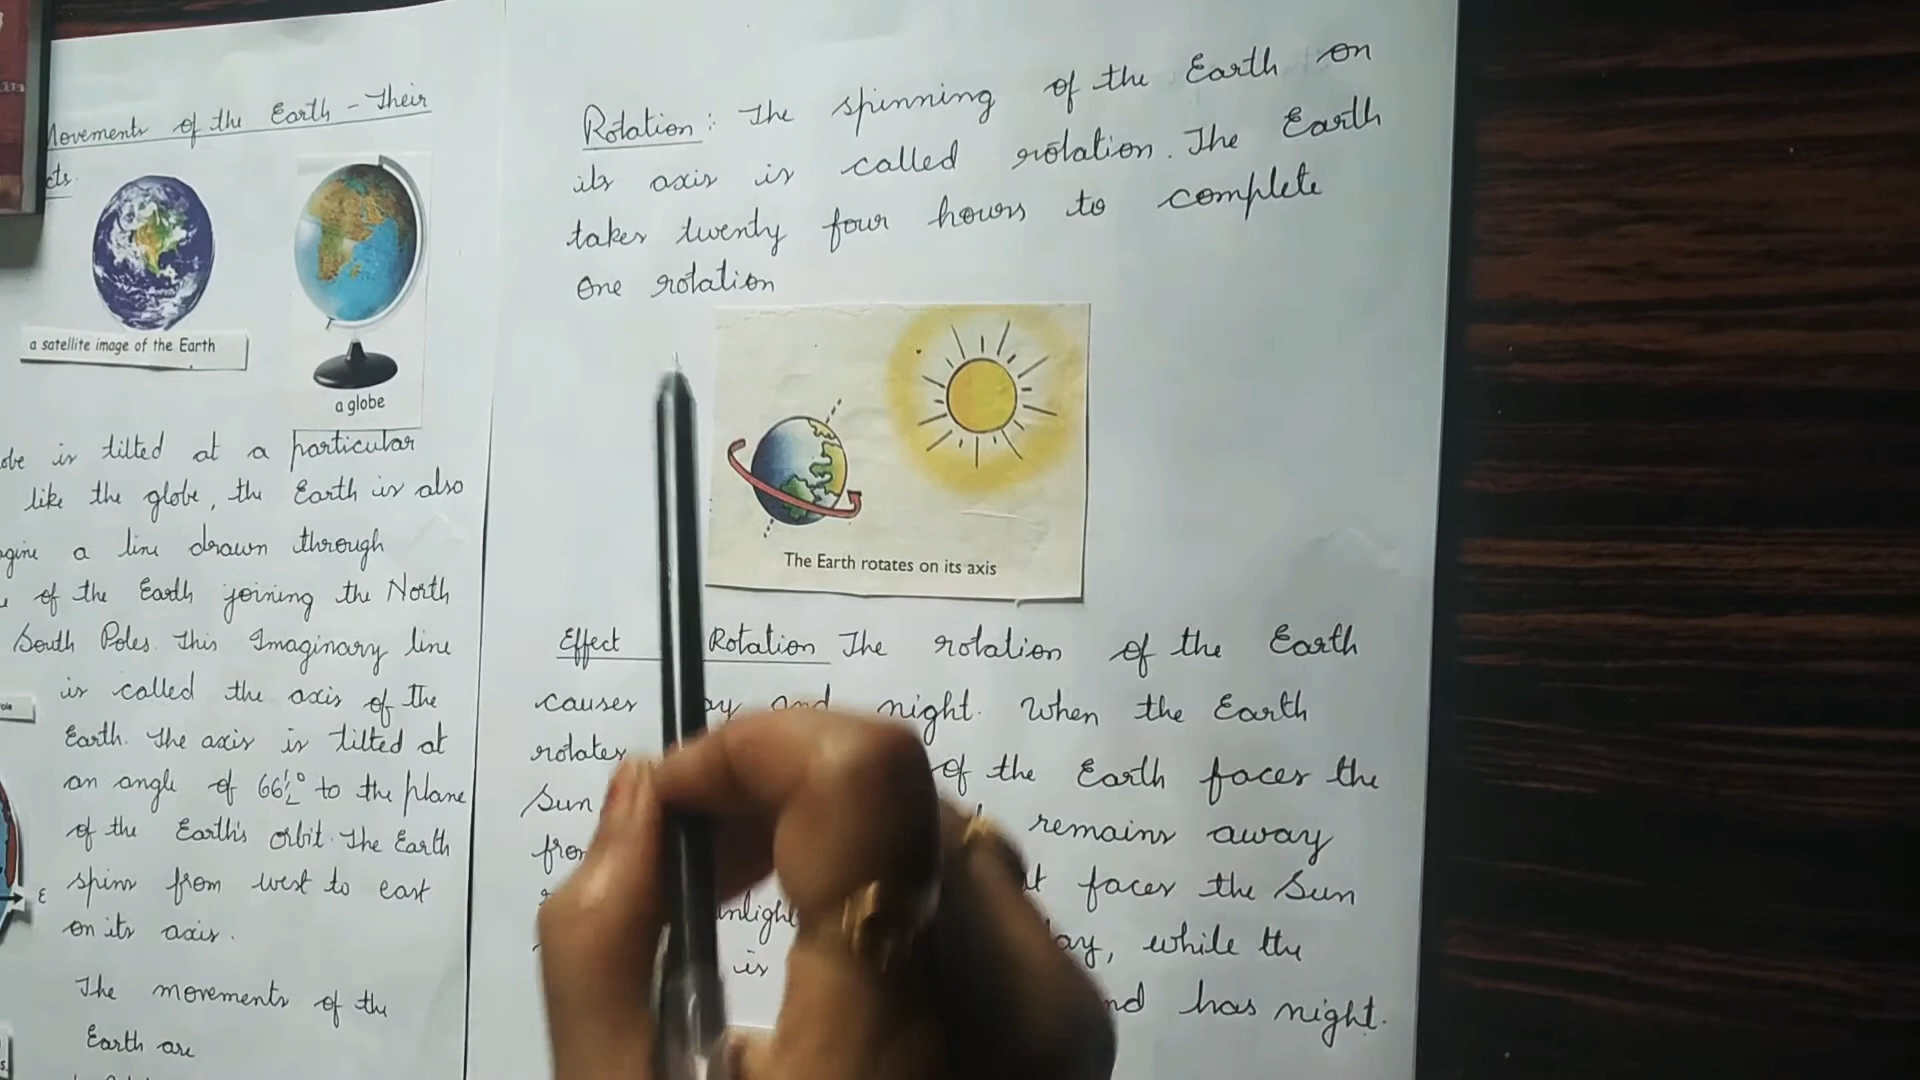 Movements of the Earth - Their
cts.
a satellite image of the Earth
a globe
is tilted at a particular
like the globe, the Earth is also
a line drawn through
of the Earth joining the North
South Poles. This Imaginary line
is called the axis of the
Earth. The axis is tilted at
an angle of 66½° to the plane
of the Earth's orbit. The Earth
spins from west to east
on its axis.
E
The movements of the
Earth are
Rotation: The spinning of the Earth on
its axis is called rotation. The Earth
takes twenty four hours to complete
one rotation
The Earth rotates on its axis
Effect Rotation The rotation of the Earth
causes and night. When the Earth
rotates of the Earth faces the
Sun remains away
faces the Sun
while the
is has night.